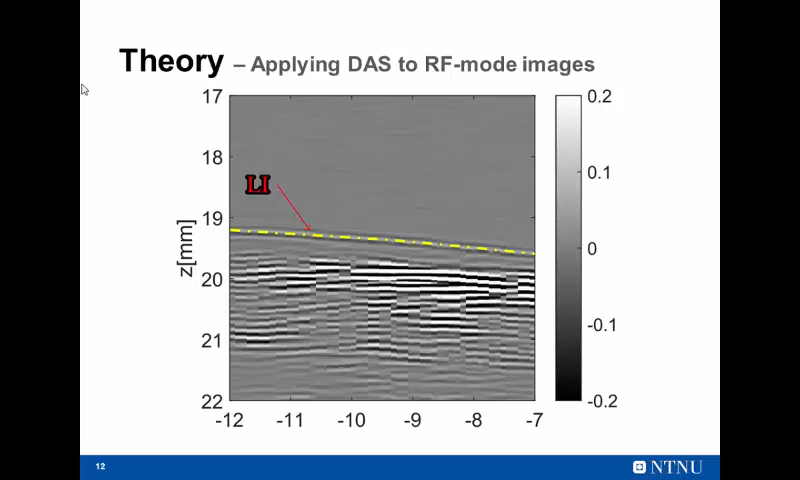 Theory – Applying DAS to RF-mode images
17
18
19
20
21
22
z[mm]
LI
-12 -11 -10 -9 -8 -7
0.2
0.1
0
-0.1
-0.2
12
NTNU